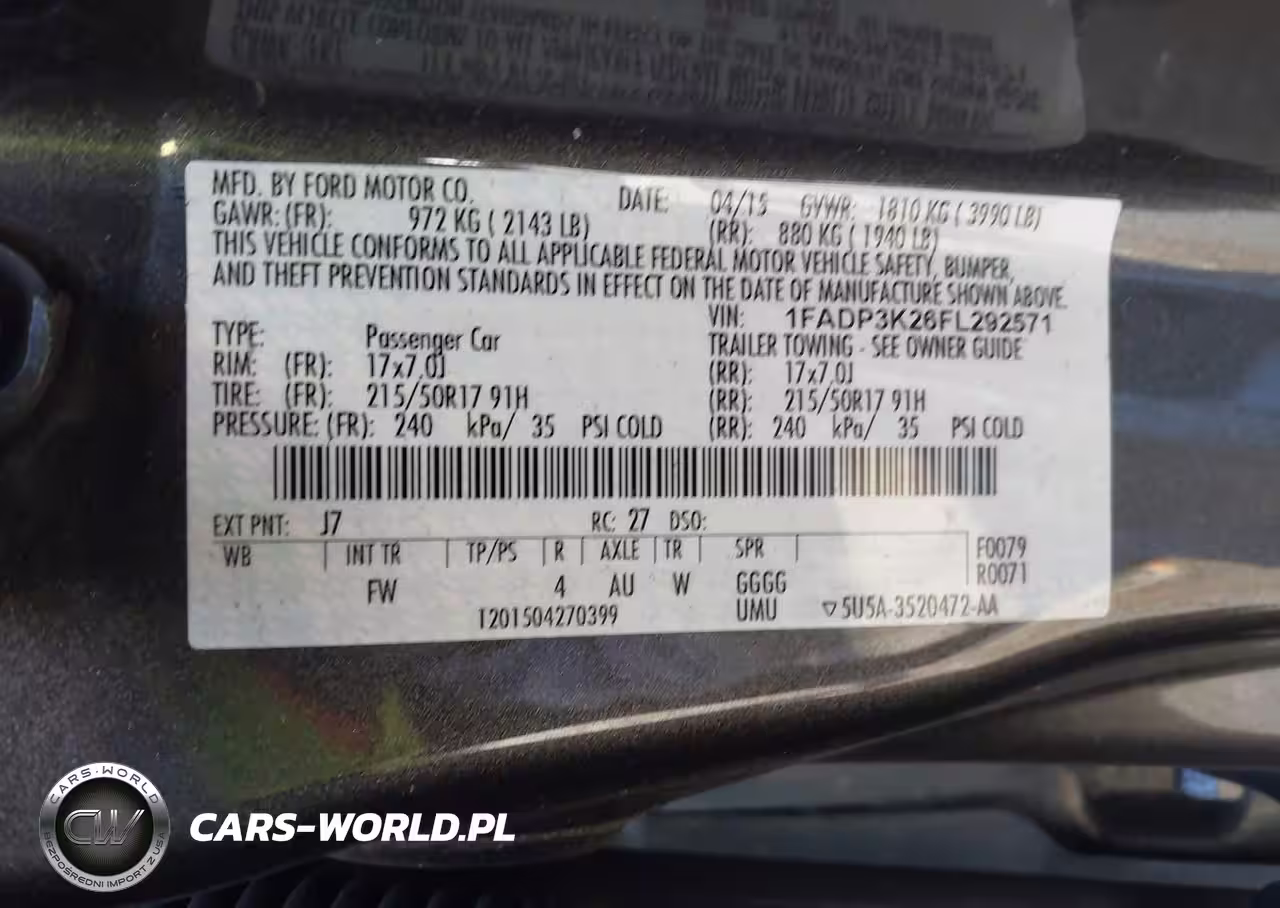 MFD. BY FORD MOTOR CO. DATE: 04/15 GVWR: 1810 KG ( 3990 LB)
GAWR: (FR): 972 KG ( 2143 LB) (RR): 880 KG ( 1940 LB)
THIS VEHICLE CONFORMS TO ALL APPLICABLE FEDERAL MOTOR VEHICLE SAFETY, BUMPER,
AND THEFT PREVENTION STANDARDS IN EFFECT ON THE DATE OF MANUFACTURE SHOWN ABOVE.
VIN: 1FADP3K26FL292571
TYPE: Passenger Car TRAILER TOWING - SEE OWNER GUIDE
RIM: (FR): 17x7.0J (RR): 17x7.0J
TIRE: (FR): 215/50R17 91H (RR): 215/50R17 91H
PRESSURE: (FR): 240 kPa/ 35 PSI COLD (RR): 240 kPa/ 35 PSI COLD
EXT PNT: J7 RC: 27 DSO:
WB INT TR TP/PS R AXLE TR SPR F0079
R0071
FW 4 AU W GGGG
T201504270399 UMU ▽ 5U5A-3520472-AA
CARS-WORLD
CW
BEZPOŚREDNI IMPORT Z USA
CARS-WORLD.PL